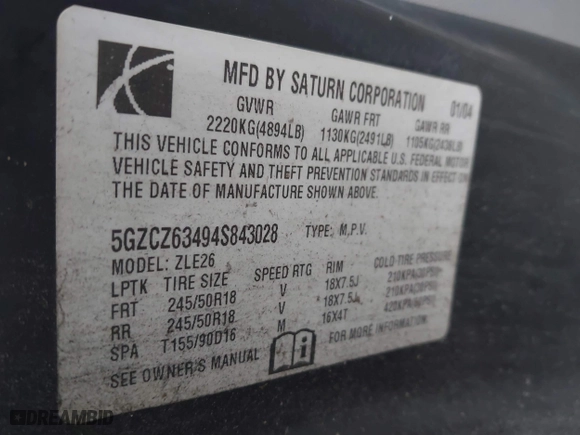 MFD BY SATURN CORPORATION 01/04
GVWR GAWR FRT GAWR RR
2220KG(4894LB) 1130KG(2491LB) 1105KG(2436LB)
THIS VEHICLE CONFORMS TO ALL APPLICABLE U.S. FEDERAL MOTOR
VEHICLE SAFETY AND THEFT PREVENTION STANDARDS IN EFFECT ON
THE DATE OF MANUFACTURE SHOWN ABOVE.
5GZCZ63494S843028 TYPE: M.P.V.
MODEL: ZLE26
LPTK TIRE SIZE SPEED RTG RIM COLD TIRE PRESSURE
FRT 245/50R18 V 18X7.5J
RR 245/50R18 V 18X7.5J
SPA T155/90D16 M 16X4T
SEE OWNER'S MANUAL FOR MORE INFORMATION.
DREAMBID